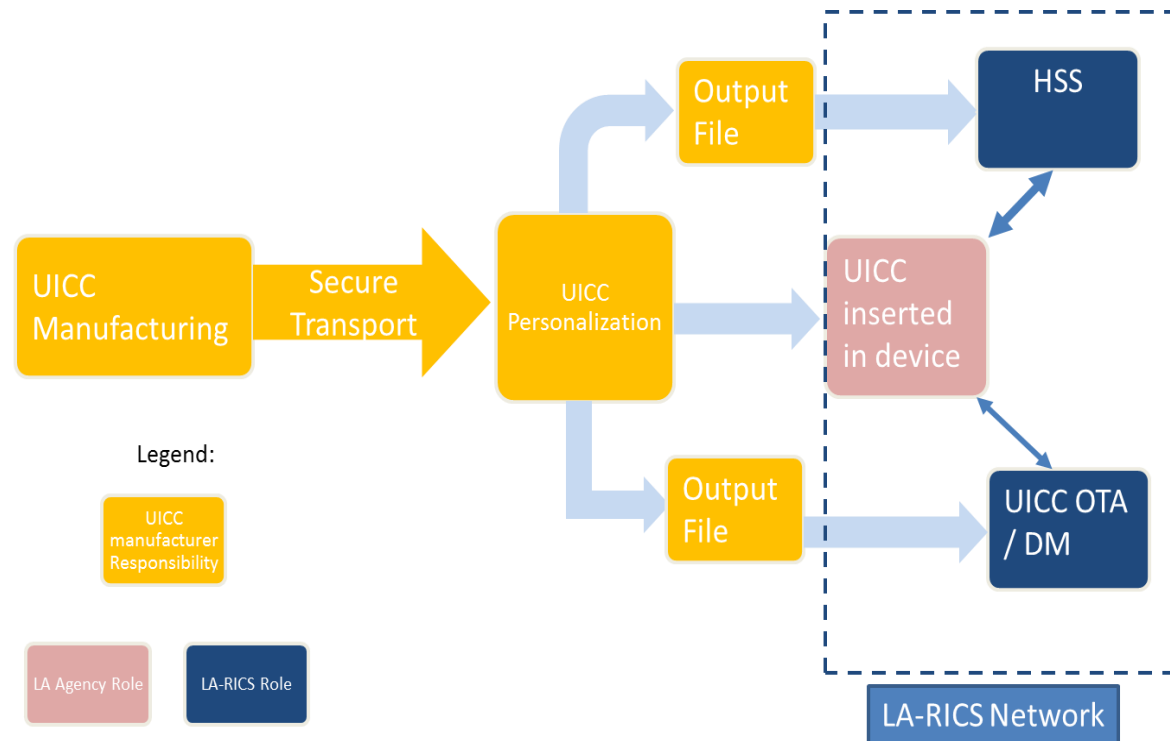 Output
File
HSS
UICC
Manufacturing
Secure
Transport
UICC
Personalization
UICC
inserted
in device
Legend:
UICC
manufacturer
Responsibility
Output
File
UICC OTA
/ DM
LA Agency Role
LA-RICS Role
LA-RICS Network